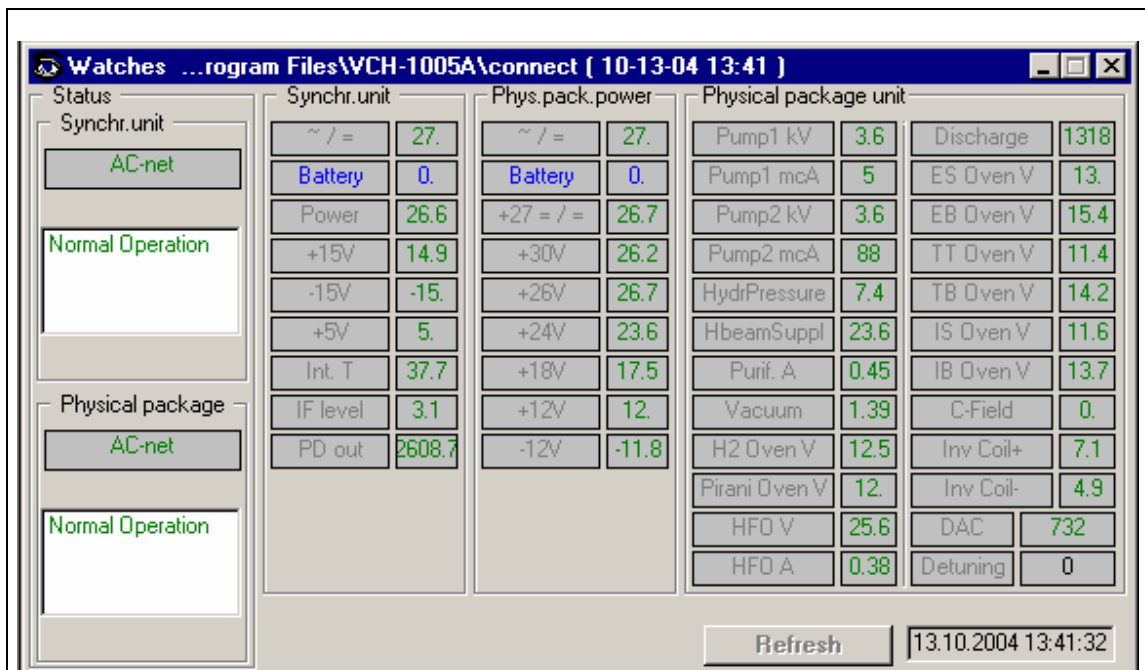 Watches ...rogram Files\VCH-1005A\connect ( 10-13-04 13:41 )
Status
Synchr.unit
AC-net
Normal Operation
Physical package
AC-net
Normal Operation
Synchr.unit
~ / = 27.
Battery 0.
Power 26.6
+15V 14.9
-15V -15.
+5V 5.
Int. T 37.7
IF level 3.1
PD out 2608.7
Phys.pack.power
~ / = 27.
Battery 0.
+27 = / = 26.7
+30V 26.2
+26V 26.7
+24V 23.6
+18V 17.5
+12V 12.
-12V -11.8
Physical package unit
Pump1 kV 3.6
Pump1 mcA 5
Pump2 kV 3.6
Pump2 mcA 88
HydrPressure 7.4
HbeamSuppl 23.6
Purif. A 0.45
Vacuum 1.39
H2 Oven V 12.5
Pirani Oven V 12.
HFO V 25.6
HFO A 0.38
Discharge 1318
ES Oven V 13.
EB Oven V 15.4
TT Oven V 11.4
TB Oven V 14.2
IS Oven V 11.6
IB Oven V 13.7
C-Field 0.
Inv Coil+ 7.1
Inv Coil- 4.9
DAC 732
Detuning 0
Refresh
13.10.2004 13:41:32